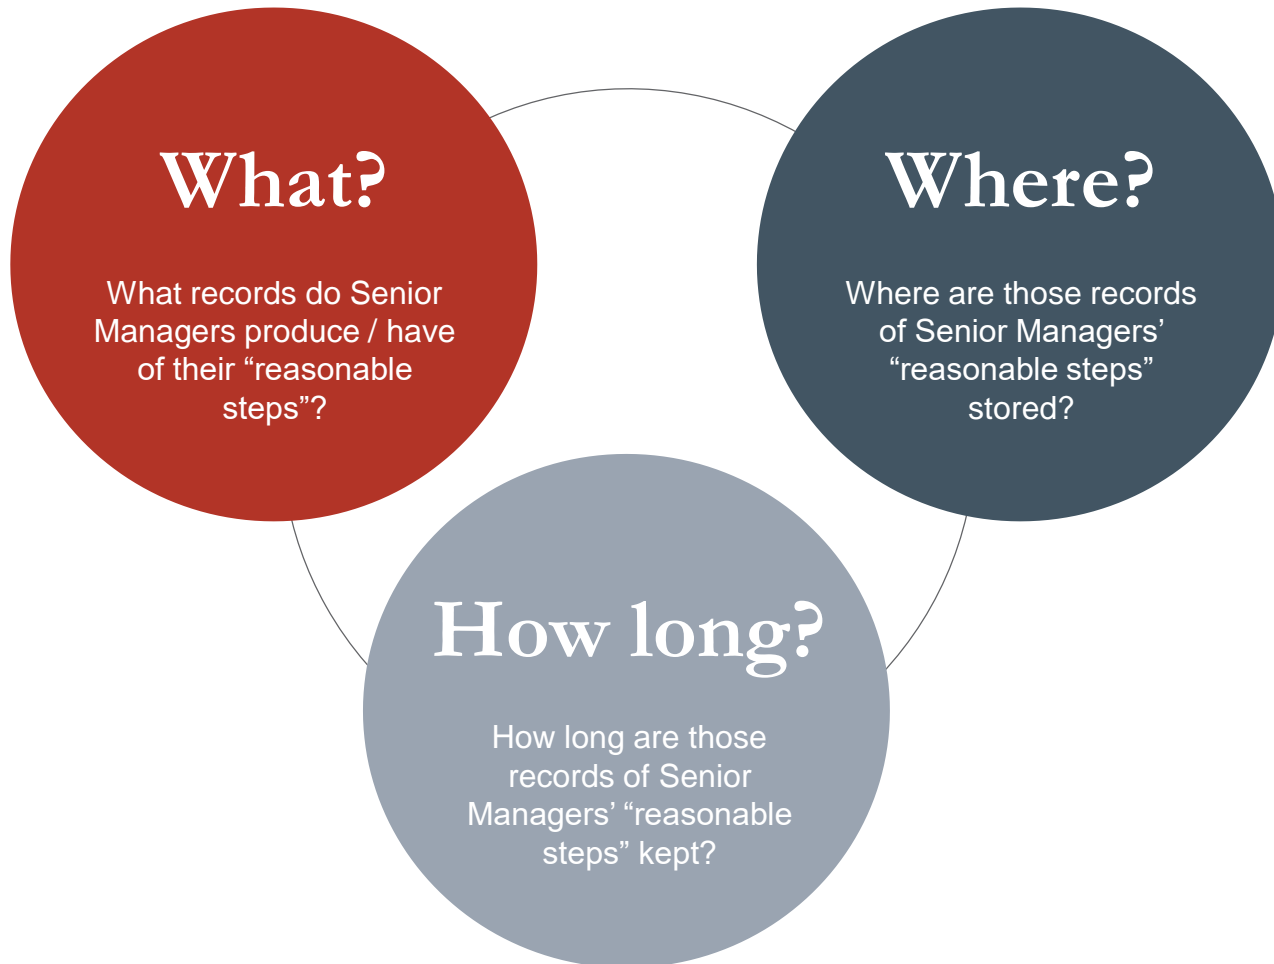 What?
What records do Senior
Managers produce / have
of their “reasonable
steps”?
Where?
Where are those records
of Senior Managers’
“reasonable steps”
stored?
How long?
How long are those
records of Senior
Managers’ “reasonable
steps” kept?